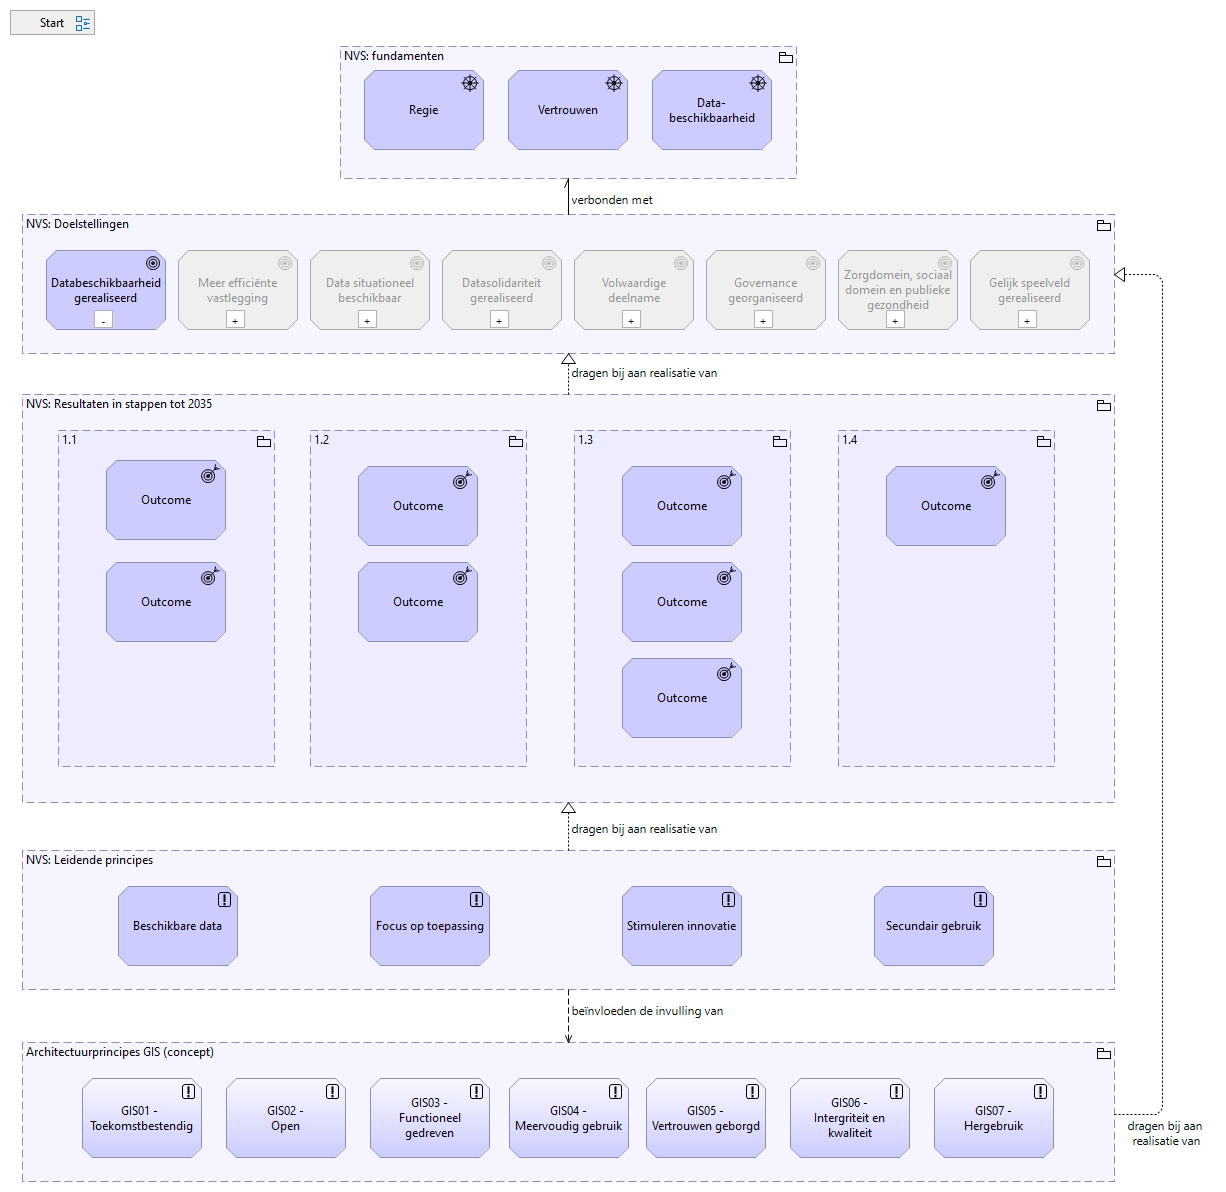 Start
NVS: fundamenten
Regie
Vertrouwen
Data-
beschikbaarheid
verbonden met
NVS: Doelstellingen
Databeschikbaarheid
gerealiseerd
-
Meer efficiënte
vastlegging
+
Data situationeel
beschikbaar
+
Datasolidariteit
gerealiseerd
+
Volwaardige
deelname
+
Governance
georganiseerd
+
Zorgdomein, sociaal
domein en publieke
gezondheid
+
Gelijk speelveld
gerealiseerd
+
dragen bij aan realisatie van
NVS: Resultaten in stappen tot 2035
1.1
Outcome
Outcome
1.2
Outcome
Outcome
1.3
Outcome
Outcome
Outcome
1.4
Outcome
dragen bij aan realisatie van
NVS: Leidende principes
Beschikbare data
Focus op toepassing
Stimuleren innovatie
Secundair gebruik
beïnvloeden de invulling van
Architectuurprincipes GIS (concept)
GIS01 -
Toekomstbestendig
GIS02 -
Open
GIS03 -
Functioneel
gedreven
GIS04 -
Meervoudig gebruik
GIS05 -
Vertrouwen geborgd
GIS06 -
Intergriteit en
kwaliteit
GIS07 -
Hergebruik
dragen bij aan
realisatie van